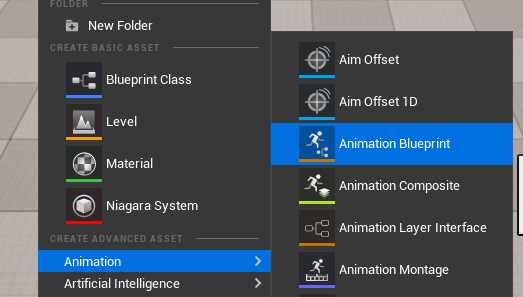 FOLDER
New Folder
CREATE BASIC ASSET
Blueprint Class
Level
Material
Niagara System
CREATE ADVANCED ASSET
Animation
Artificial Intelligence
Aim Offset
Aim Offset 1D
Animation Blueprint
Animation Composite
Animation Layer Interface
Animation Montage